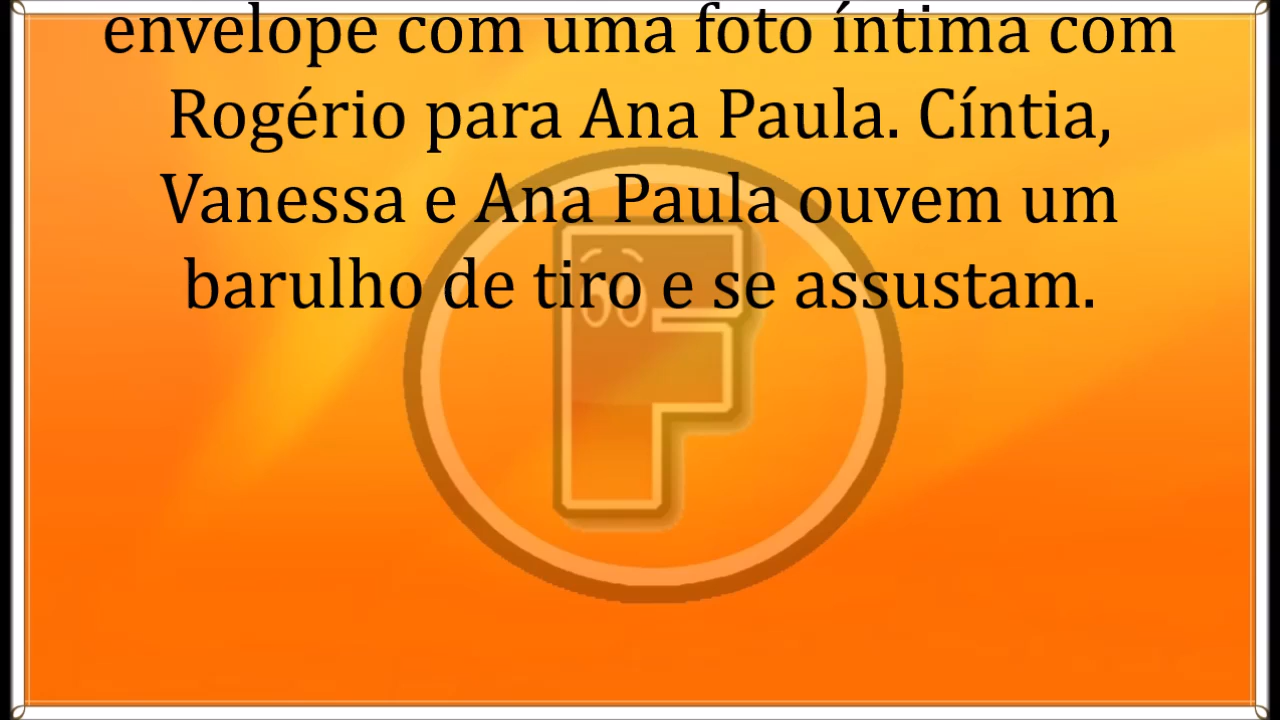 envelope com uma foto íntima com
Rogério para Ana Paula. Cíntia,
Vanessa e Ana Paula ouvem um
barulho de tiro e se assustam.
F